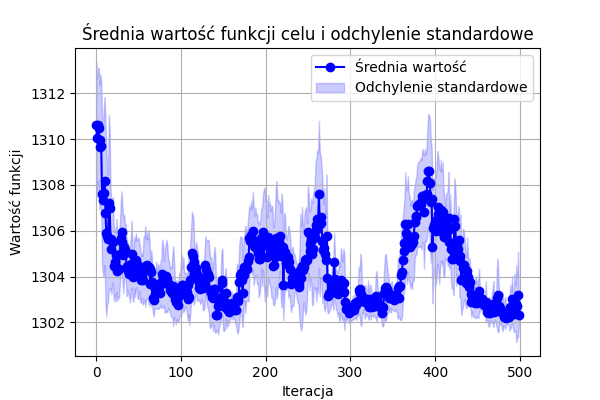 Średnia wartość funkcji celu i odchylenie standardowe
Średnia wartość
Odchylenie standardowe
Wartość funkcji
1312
1310
1308
1306
1304
1302
0 100 200 300 400 500
Iteracja